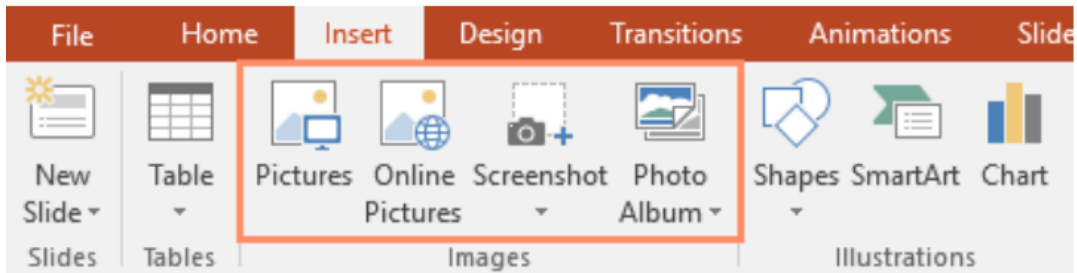 File Home Insert Design Transitions Animations Slide
New Table Pictures Online Screenshot Photo Shapes SmartArt Chart
Slide Pictures Album
Slides Tables Images Illustrations